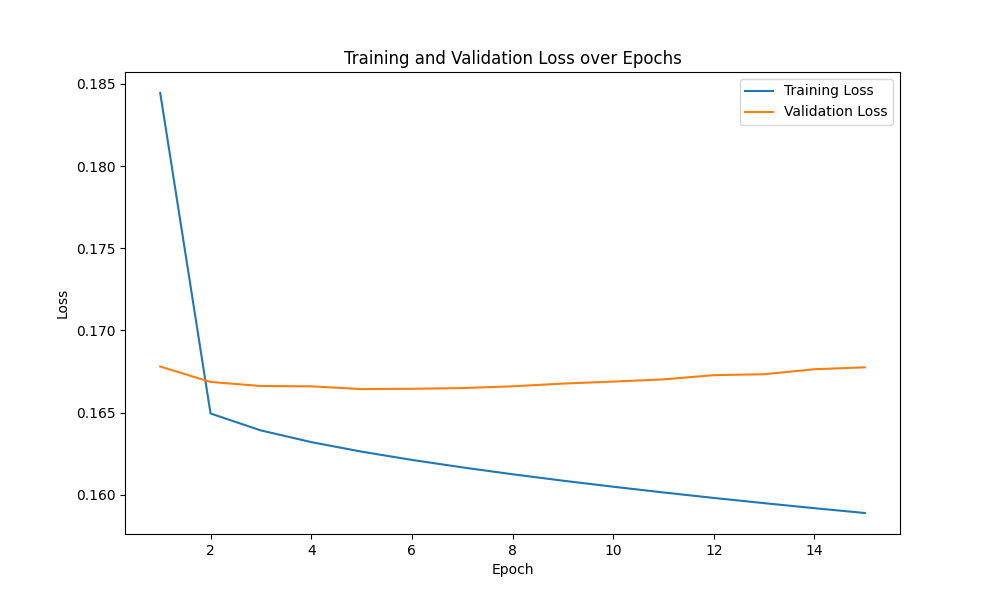 Training and Validation Loss over Epochs
Training Loss
Validation Loss
0.185
0.180
0.175
0.170
0.165
0.160
Loss
2 4 6 8 10 12 14
Epoch